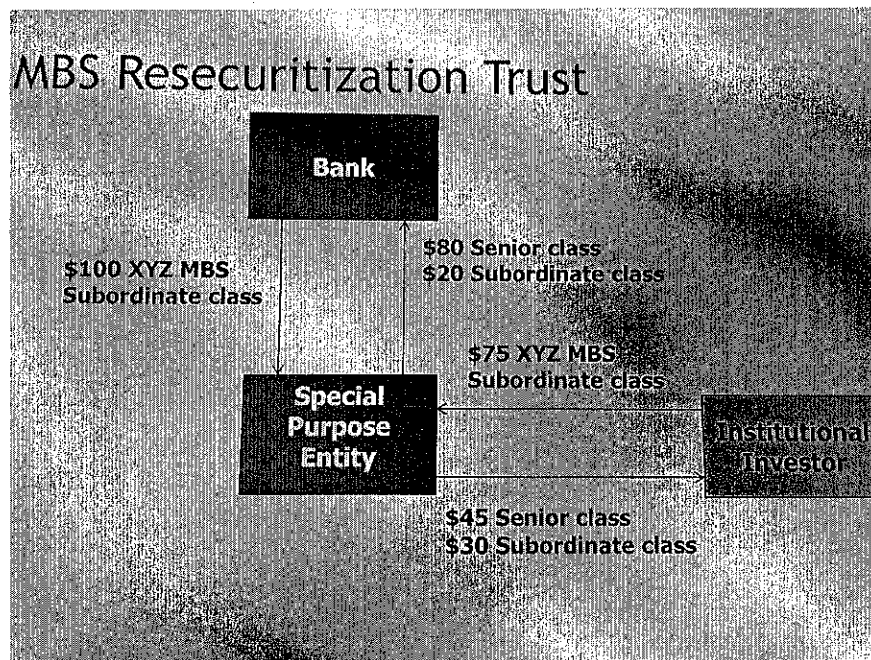 MBS Resecuritization Trust
Bank
$100 XYZ MBS
Subordinate class
$80 Senior class
$20 Subordinate class
$75 XYZ MBS
Subordinate class
Special
Purpose
Entity
Institutional
Investor
$45 Senior class
$30 Subordinate class